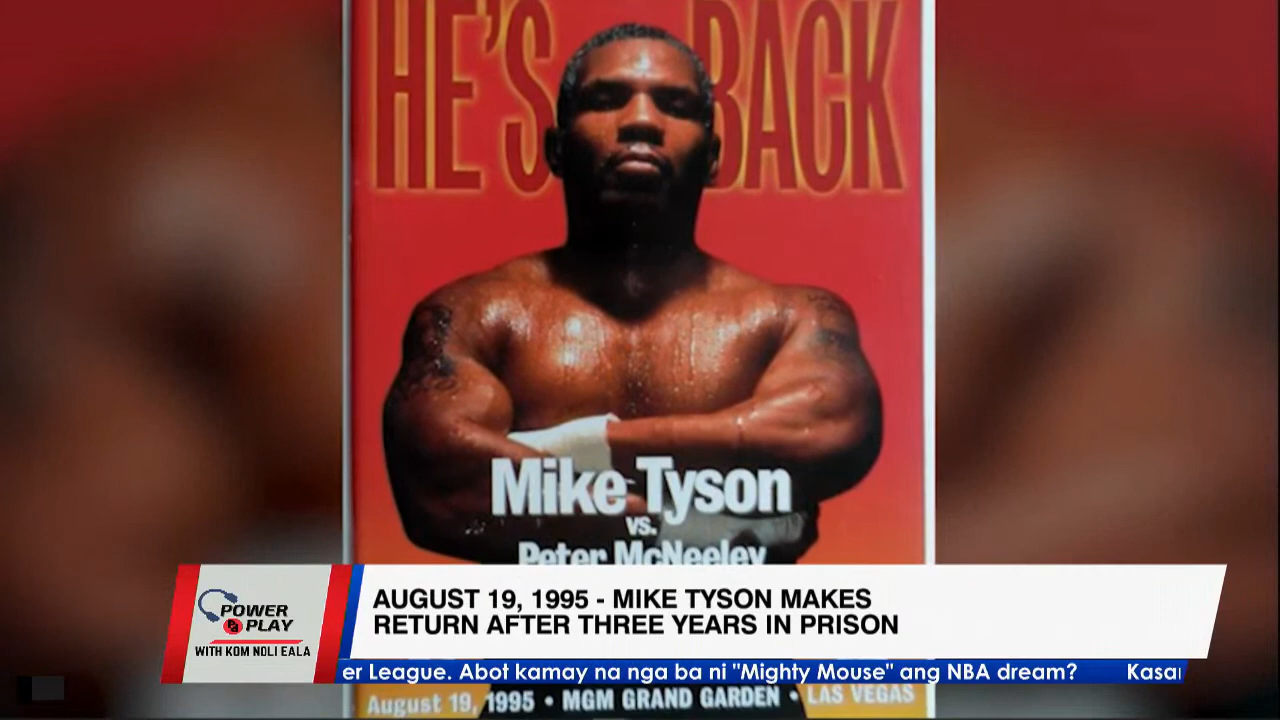 HE'S BACK
Mike Tyson
vs.
Peter McNeeley
POWER
PLAY
WITH KOM NOLI EALA
AUGUST 19, 1995 - MIKE TYSON MAKES
RETURN AFTER THREE YEARS IN PRISON
er League. Abot kamay na nga ba ni "Mighty Mouse" ang NBA dream? Kasa
August 19, 1995 • MGM GRAND GARDEN • LAS VEGAS